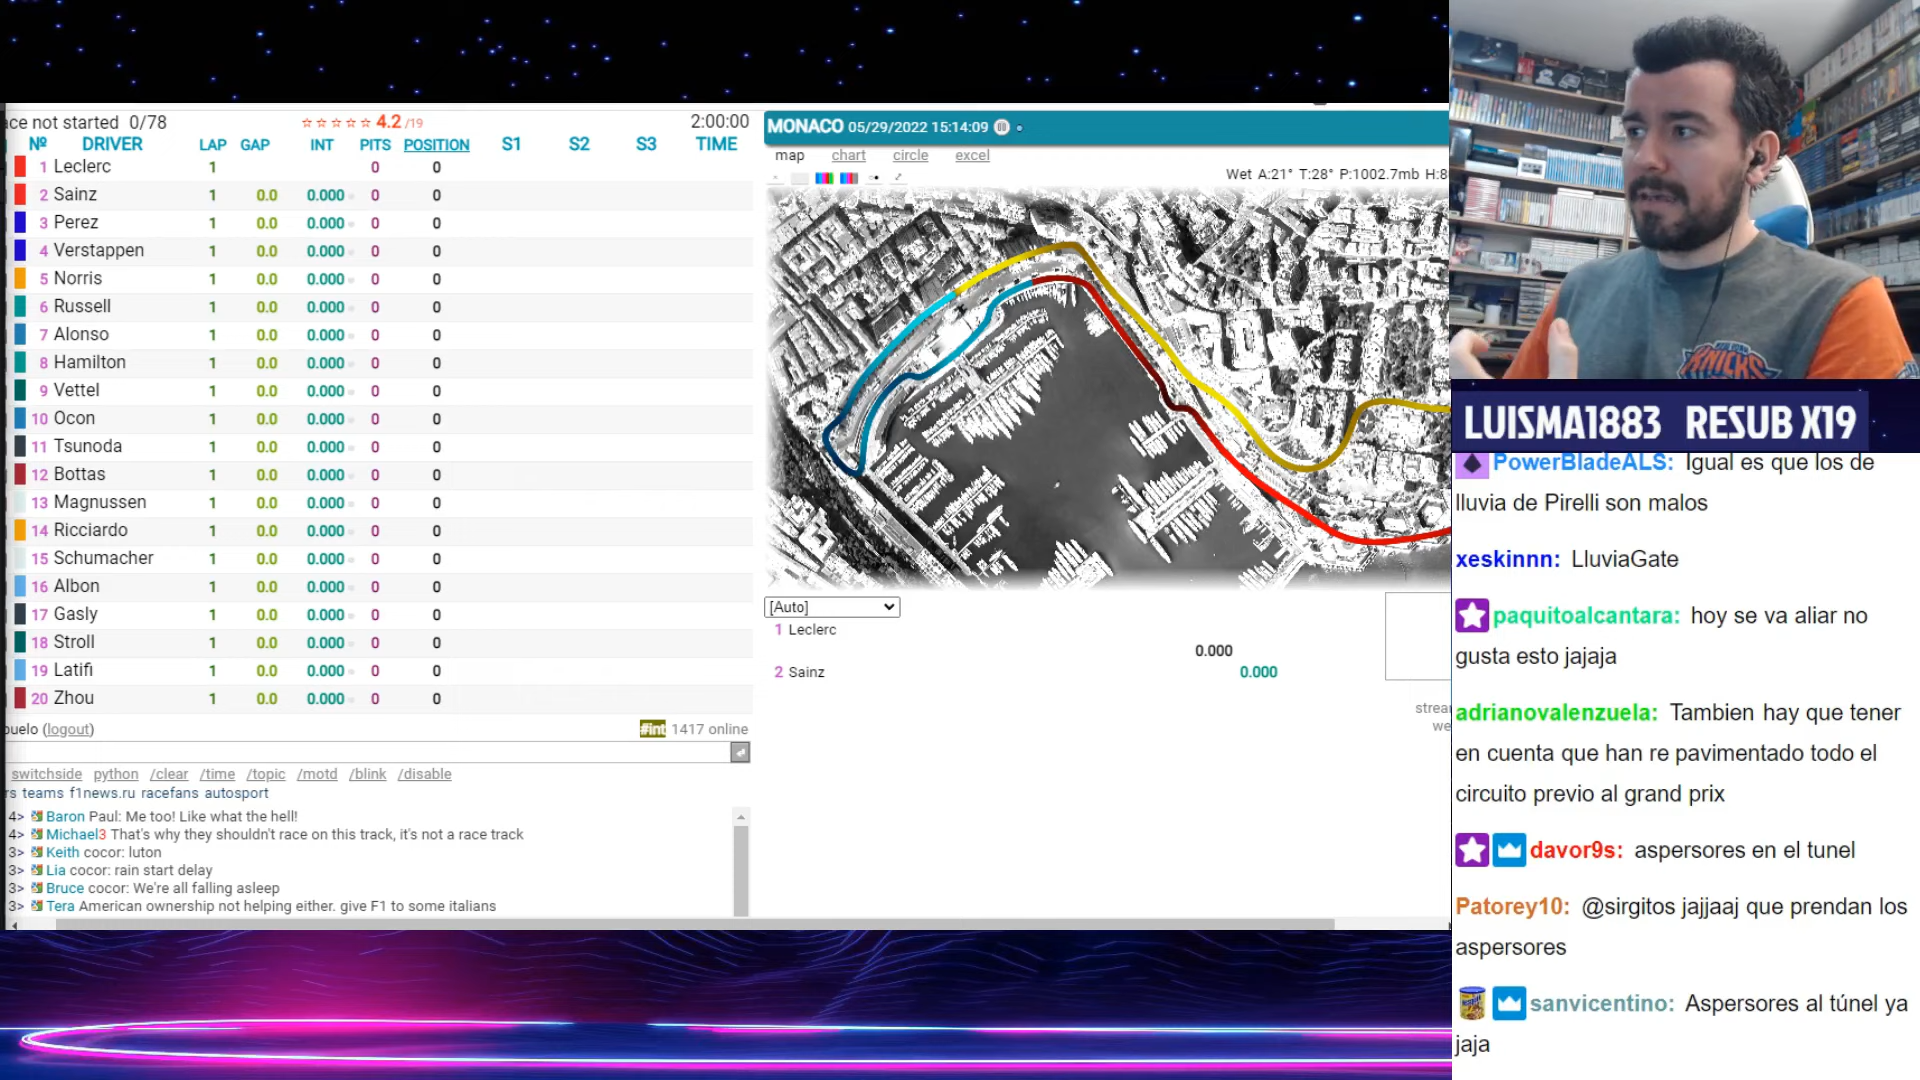 ace not started 0/78 ☆☆☆☆☆ 4.2 /19 2:00:00
Nº DRIVER LAP GAP INT PITS POSITION S1 S2 S3 TIME
1 Leclerc 1 0 0
2 Sainz 1 0.0 0.000 0 0
3 Perez 1 0.0 0.000 0 0
4 Verstappen 1 0.0 0.000 0 0
5 Norris 1 0.0 0.000 0 0
6 Russell 1 0.0 0.000 0 0
7 Alonso 1 0.0 0.000 0 0
8 Hamilton 1 0.0 0.000 0 0
9 Vettel 1 0.0 0.000 0 0
10 Ocon 1 0.0 0.000 0 0
11 Tsunoda 1 0.0 0.000 0 0
12 Bottas 1 0.0 0.000 0 0
13 Magnussen 1 0.0 0.000 0 0
14 Ricciardo 1 0.0 0.000 0 0
15 Schumacher 1 0.0 0.000 0 0
16 Albon 1 0.0 0.000 0 0
17 Gasly 1 0.0 0.000 0 0
18 Stroll 1 0.0 0.000 0 0
19 Latifi 1 0.0 0.000 0 0
20 Zhou 1 0.0 0.000 0 0
uelo (logout) #int 1417 online
switchside python /clear /time /topic /motd /blink /disable
rs teams f1news.ru racefans autosport
4> Baron Paul: Me too! Like what the hell!
4> Michael3 That's why they shouldn't race on this track, it's not a race track
3> Keith cocor: luton
3> Lia cocor: rain start delay
3> Bruce cocor: We're all falling asleep
3> Tera American ownership not helping either. give F1 to some italians
MONACO 05/29/2022 15:14:09
map chart circle excel
Wet A:21° T:28° P:1002.7mb H:8
[Auto]
1 Leclerc
0.000
2 Sainz 0.000
strea
we
KNICKS
LUISMA1883 RESUB X19
PowerBladeALS: Igual es que los de
lluvia de Pirelli son malos
xeskinnn: LluviaGate
paquitoalcantara: hoy se va aliar no
gusta esto jajaja
adrianovalenzuela: Tambien hay que tener
en cuenta que han re pavimentado todo el
circuito previo al grand prix
davor9s: aspersores en el tunel
Patorey10: @sirgitos jajjaaj que prendan los
aspersores
sanvicentino: Aspersores al túnel ya
jaja